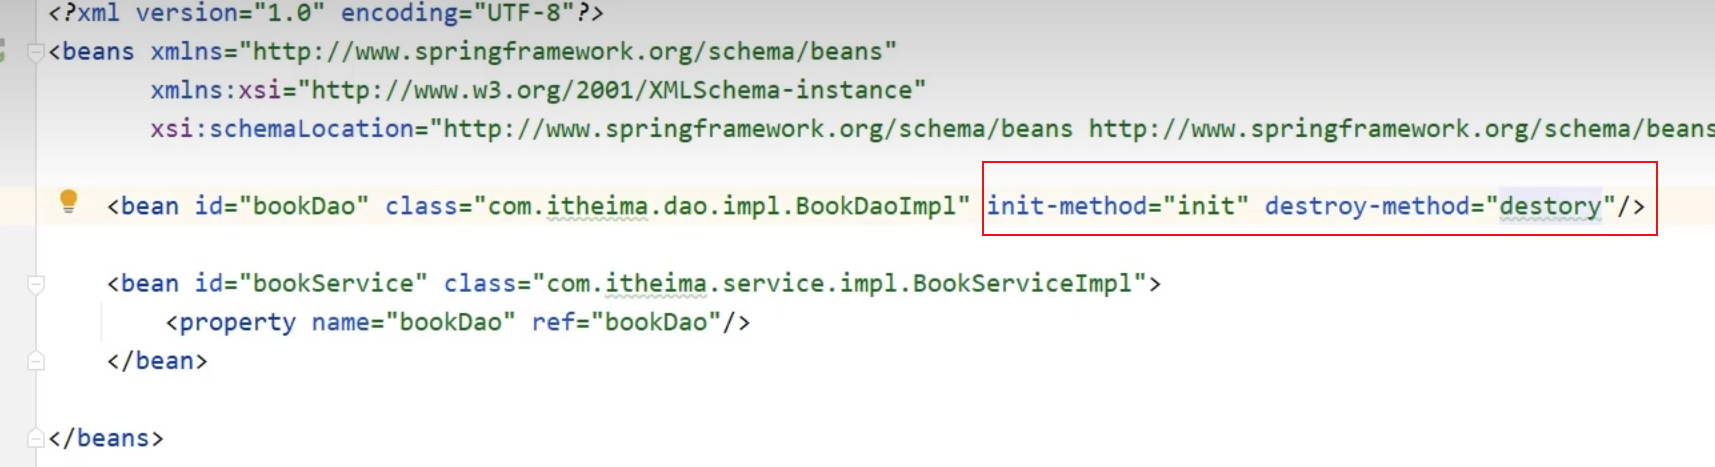 <?xml version="1.0" encoding="UTF-8"?>
<beans xmlns="http://www.springframework.org/schema/beans"
xmlns:xsi="http://www.w3.org/2001/XMLSchema-instance"
xsi:schemaLocation="http://www.springframework.org/schema/beans http://www.springframework.org/schema/beans
<bean id="bookDao" class="com.itheima.dao.impl.BookDaoImpl" init-method="init" destroy-method="destory"/>
<bean id="bookService" class="com.itheima.service.impl.BookServiceImpl">
<property name="bookDao" ref="bookDao"/>
</bean>
</beans>